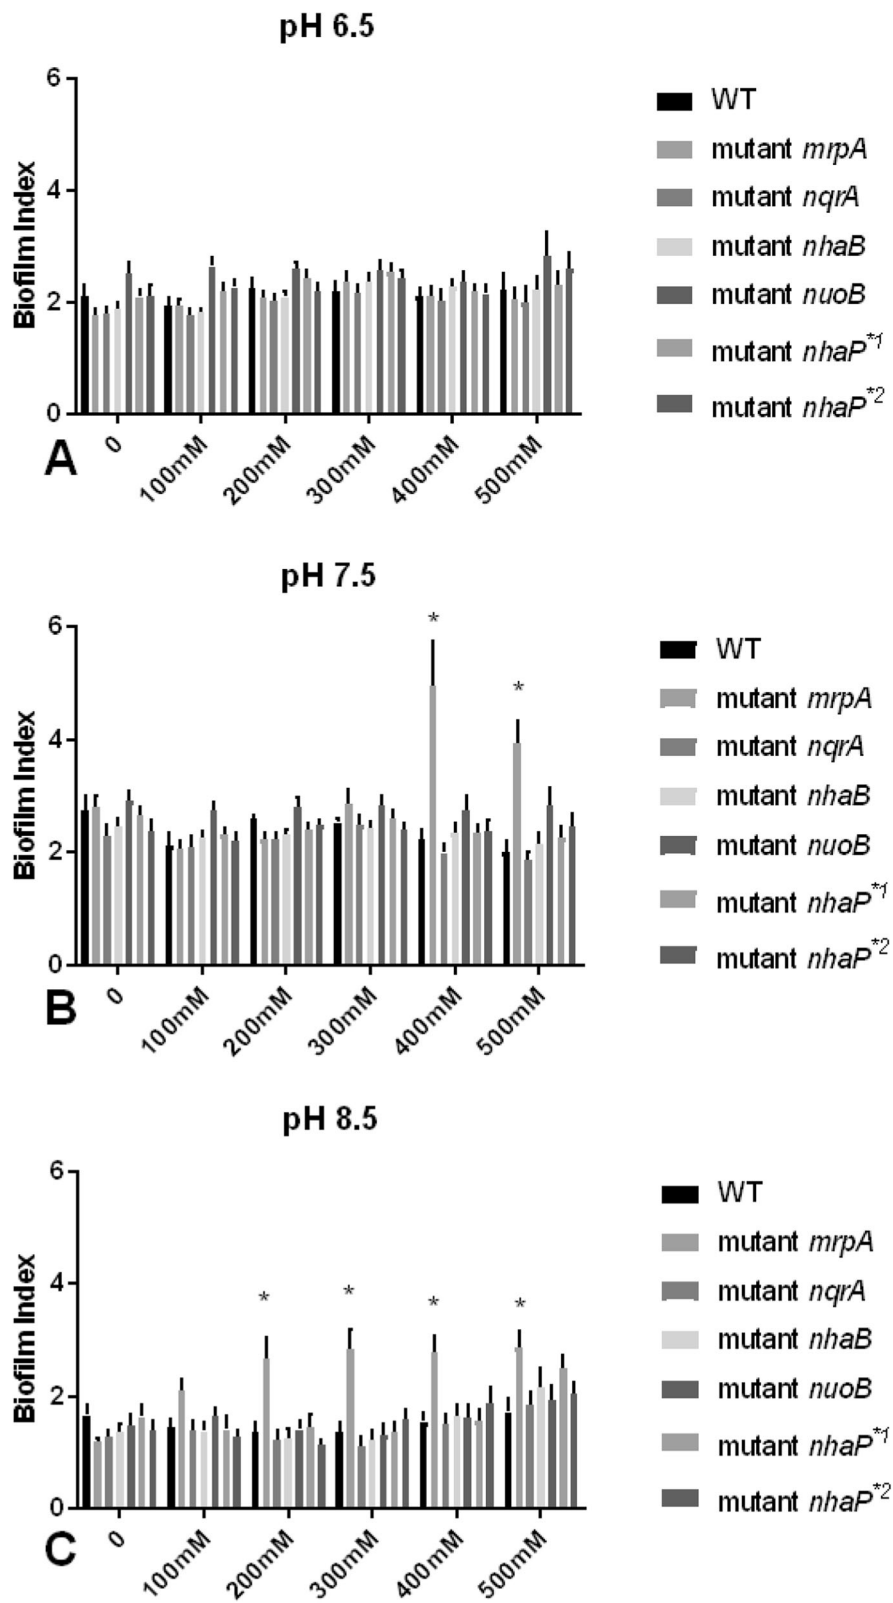 pH 6.5
6
4
2
0
Biofilm Index
0
100mM
200mM
300mM
400mM
500mM
A
WT
mutant mrpA
mutant nqrA
mutant nhaB
mutant nuoB
mutant nhaP*1
mutant nhaP*2
pH 7.5
6
4
2
0
Biofilm Index
*
*
0
100mM
200mM
300mM
400mM
500mM
B
WT
mutant mrpA
mutant nqrA
mutant nhaB
mutant nuoB
mutant nhaP*1
mutant nhaP*2
pH 8.5
6
4
2
0
Biofilm Index
*
*
*
*
0
100mM
200mM
300mM
400mM
500mM
C
WT
mutant mrpA
mutant nqrA
mutant nhaB
mutant nuoB
mutant nhaP*1
mutant nhaP*2